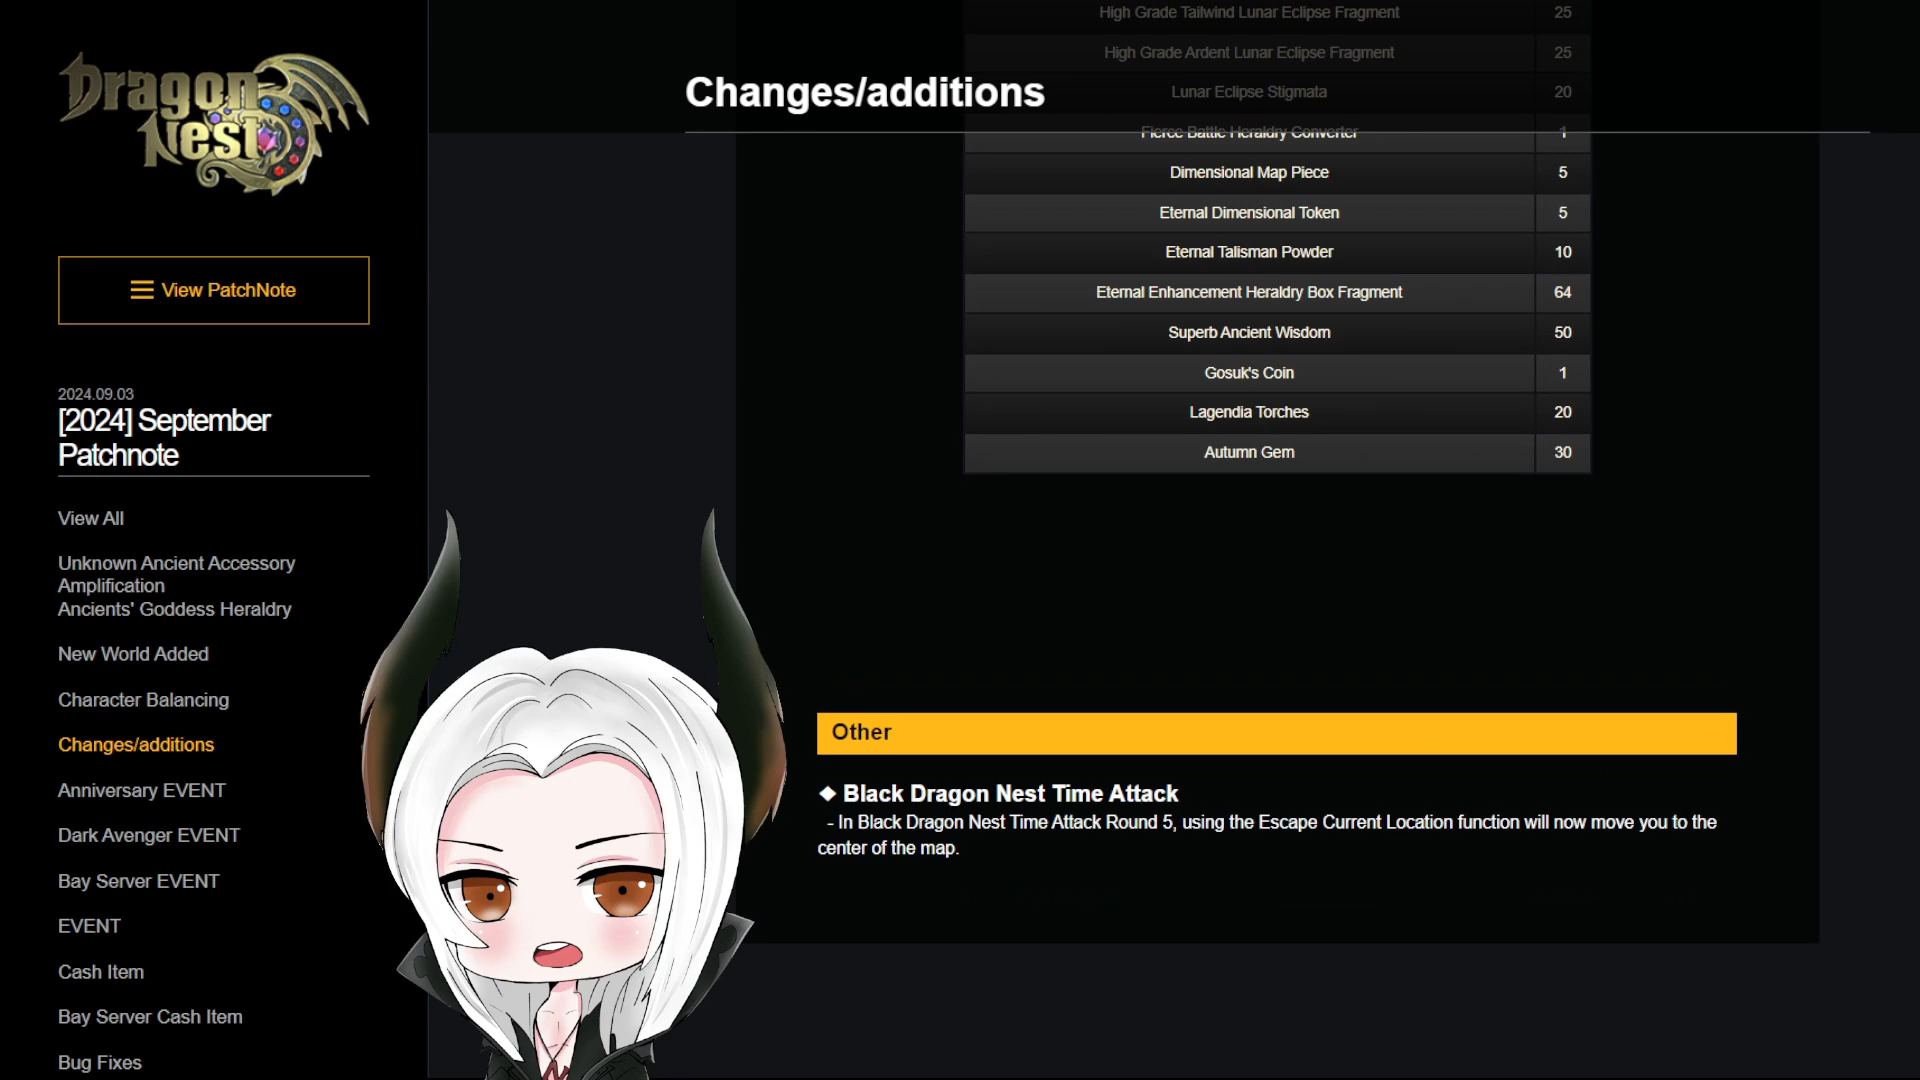 Dragon
Nest
View PatchNote
2024.09.03
[2024] September
Patchnote
View All
Unknown Ancient Accessory
Amplification
Ancients' Goddess Heraldry
New World Added
Character Balancing
Changes/additions
Anniversary EVENT
Dark Avenger EVENT
Bay Server EVENT
EVENT
Cash Item
Bay Server Cash Item
Bug Fixes
Changes/additions
High Grade Tailwind Lunar Eclipse Fragment 25
High Grade Ardent Lunar Eclipse Fragment 25
Lunar Eclipse Stigmata 20
Fierce Battle Heraldry Converter 1
Dimensional Map Piece 5
Eternal Dimensional Token 5
Eternal Talisman Powder 10
Eternal Enhancement Heraldry Box Fragment 64
Superb Ancient Wisdom 50
Gosuk's Coin 1
Lagendia Torches 20
Autumn Gem 30
Other
◆ Black Dragon Nest Time Attack
- In Black Dragon Nest Time Attack Round 5, using the Escape Current Location function will now move you to the
center of the map.